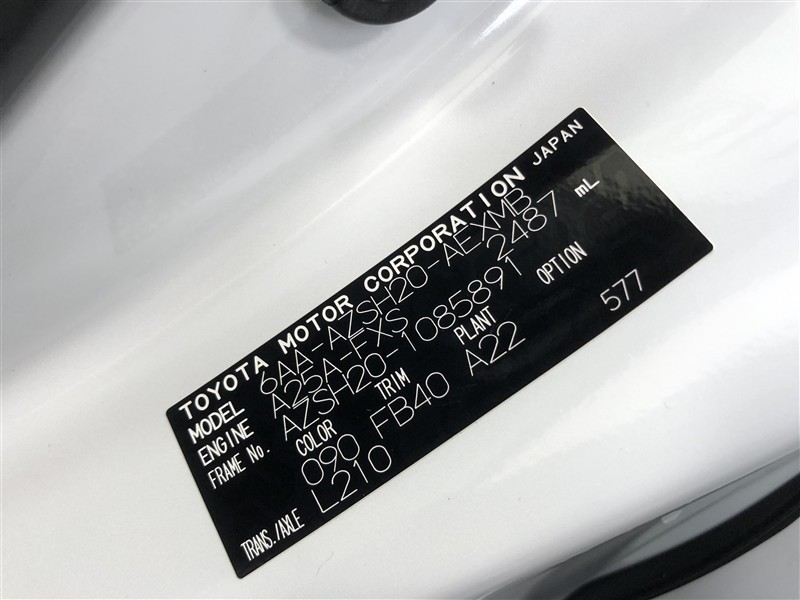 TOYOTA MOTOR CORPORATION JAPAN
MODEL 6AA-AZSH20-AEXMB
ENGINE A25A-FXS 2487 mL
FRAME No. AZSH20-1085891
COLOR TRIM PLANT OPTION
090 FB40 A22 577
TRANS./AXLE L210